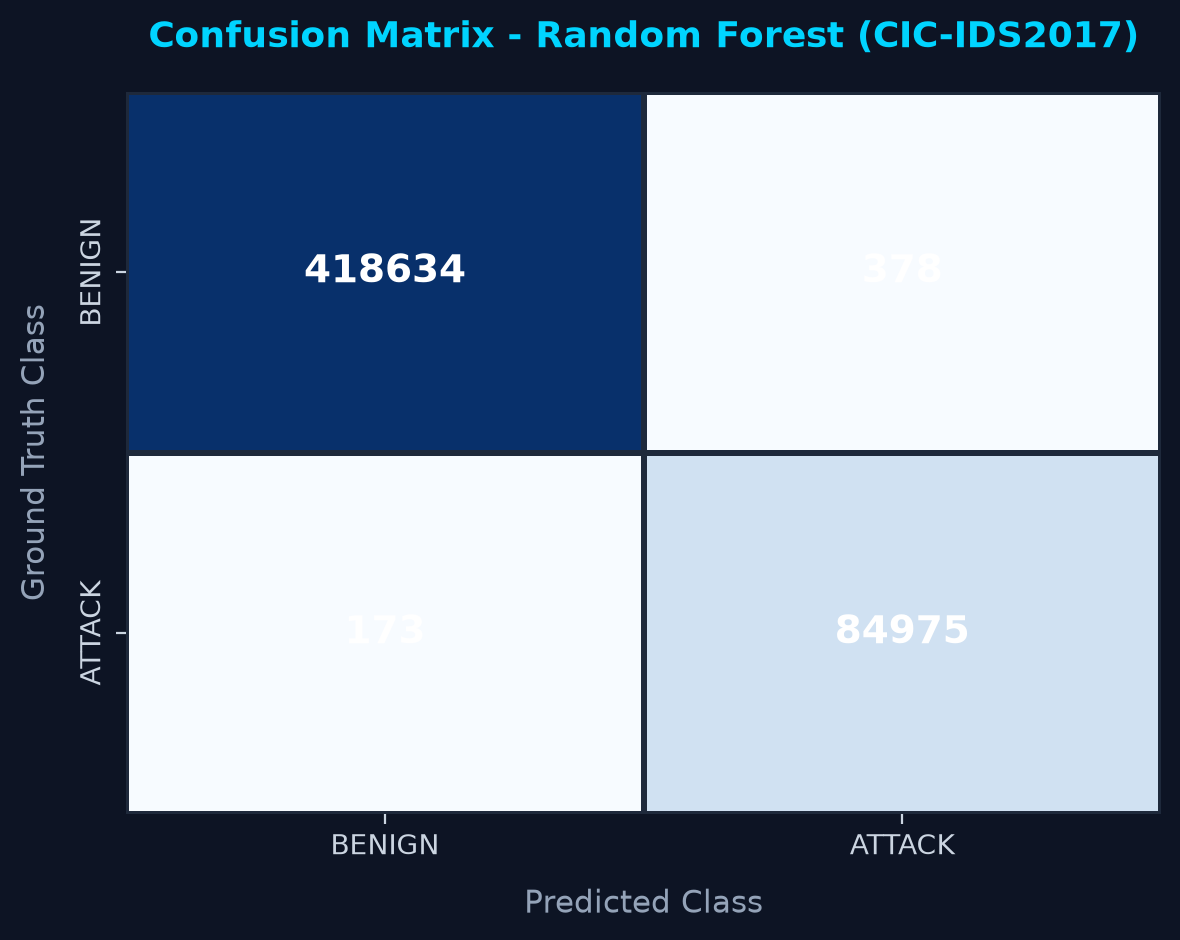 Confusion Matrix - Random Forest (CIC-IDS2017)
Ground Truth Class
BENIGN
418634
378
ATTACK
173
84975
BENIGN
ATTACK
Predicted Class